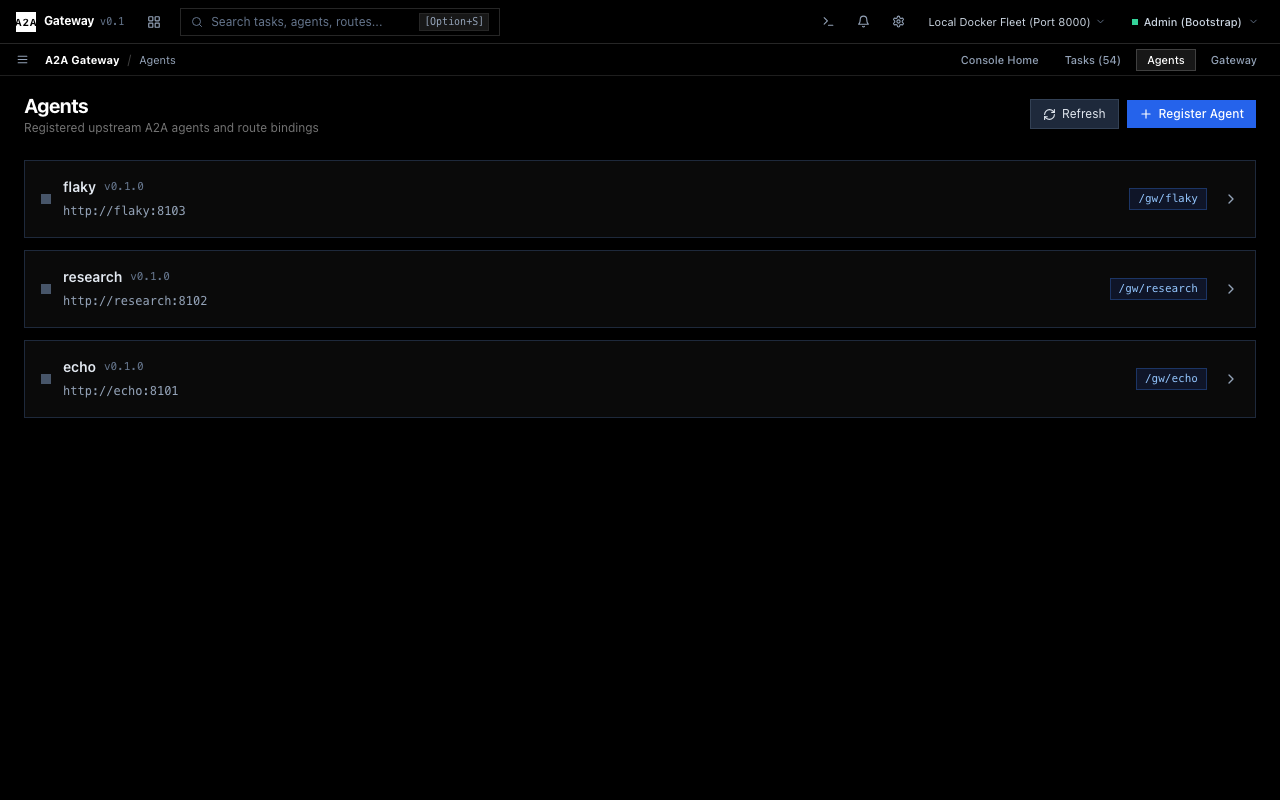 A2A Gateway v0.1 Search tasks, agents, routes... [Option+S] Local Docker Fleet (Port 8000) Admin (Bootstrap)
A2A Gateway / Agents Console Home Tasks (54) Agents Gateway
Agents
Registered upstream A2A agents and route bindings
Refresh
Register Agent
flaky v0.1.0
http://flaky:8103
/gw/flaky
research v0.1.0
http://research:8102
/gw/research
echo v0.1.0
http://echo:8101
/gw/echo